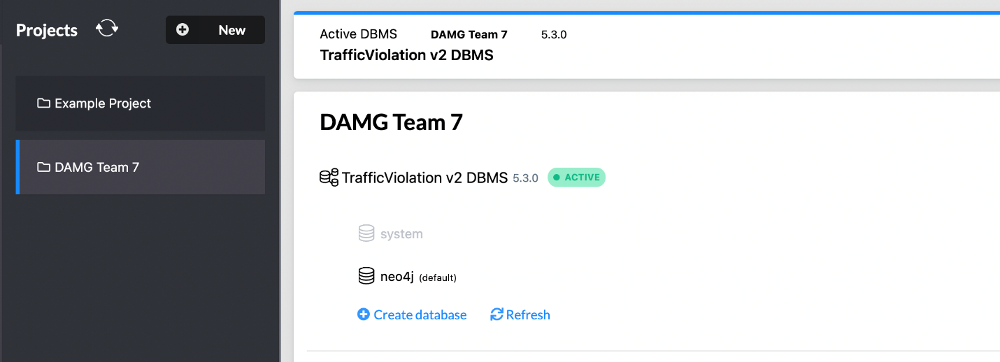 Projects
New
Example Project
DAMG Team 7
Active DBMS DAMG Team 7 5.3.0
TrafficViolation v2 DBMS
DAMG Team 7
TrafficViolation v2 DBMS 5.3.0 ACTIVE
system
neo4j (default)
Create database Refresh